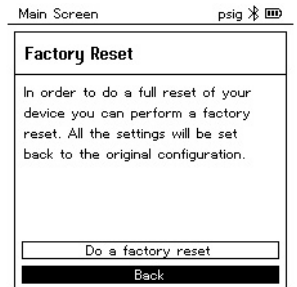 Main Screen psig
Factory Reset
In order to do a full reset of your
device you can perform a factory
reset. All the settings will be set
back to the original configuration.
Do a factory reset
Back